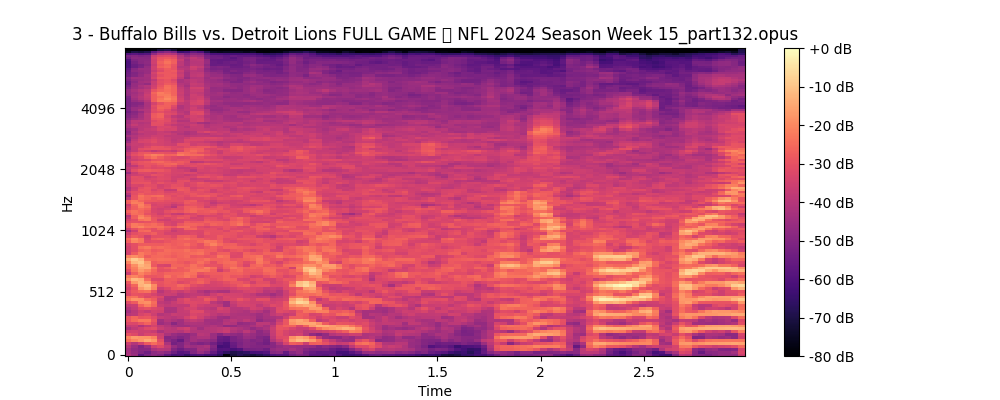 3 - Buffalo Bills vs. Detroit Lions FULL GAME ▯ NFL 2024 Season Week 15_part132.opus
+0 dB
-10 dB
-20 dB
-30 dB
-40 dB
-50 dB
-60 dB
-70 dB
-80 dB
4096
2048
1024
512
0
Hz
0
0.5
1
1.5
2
2.5
Time